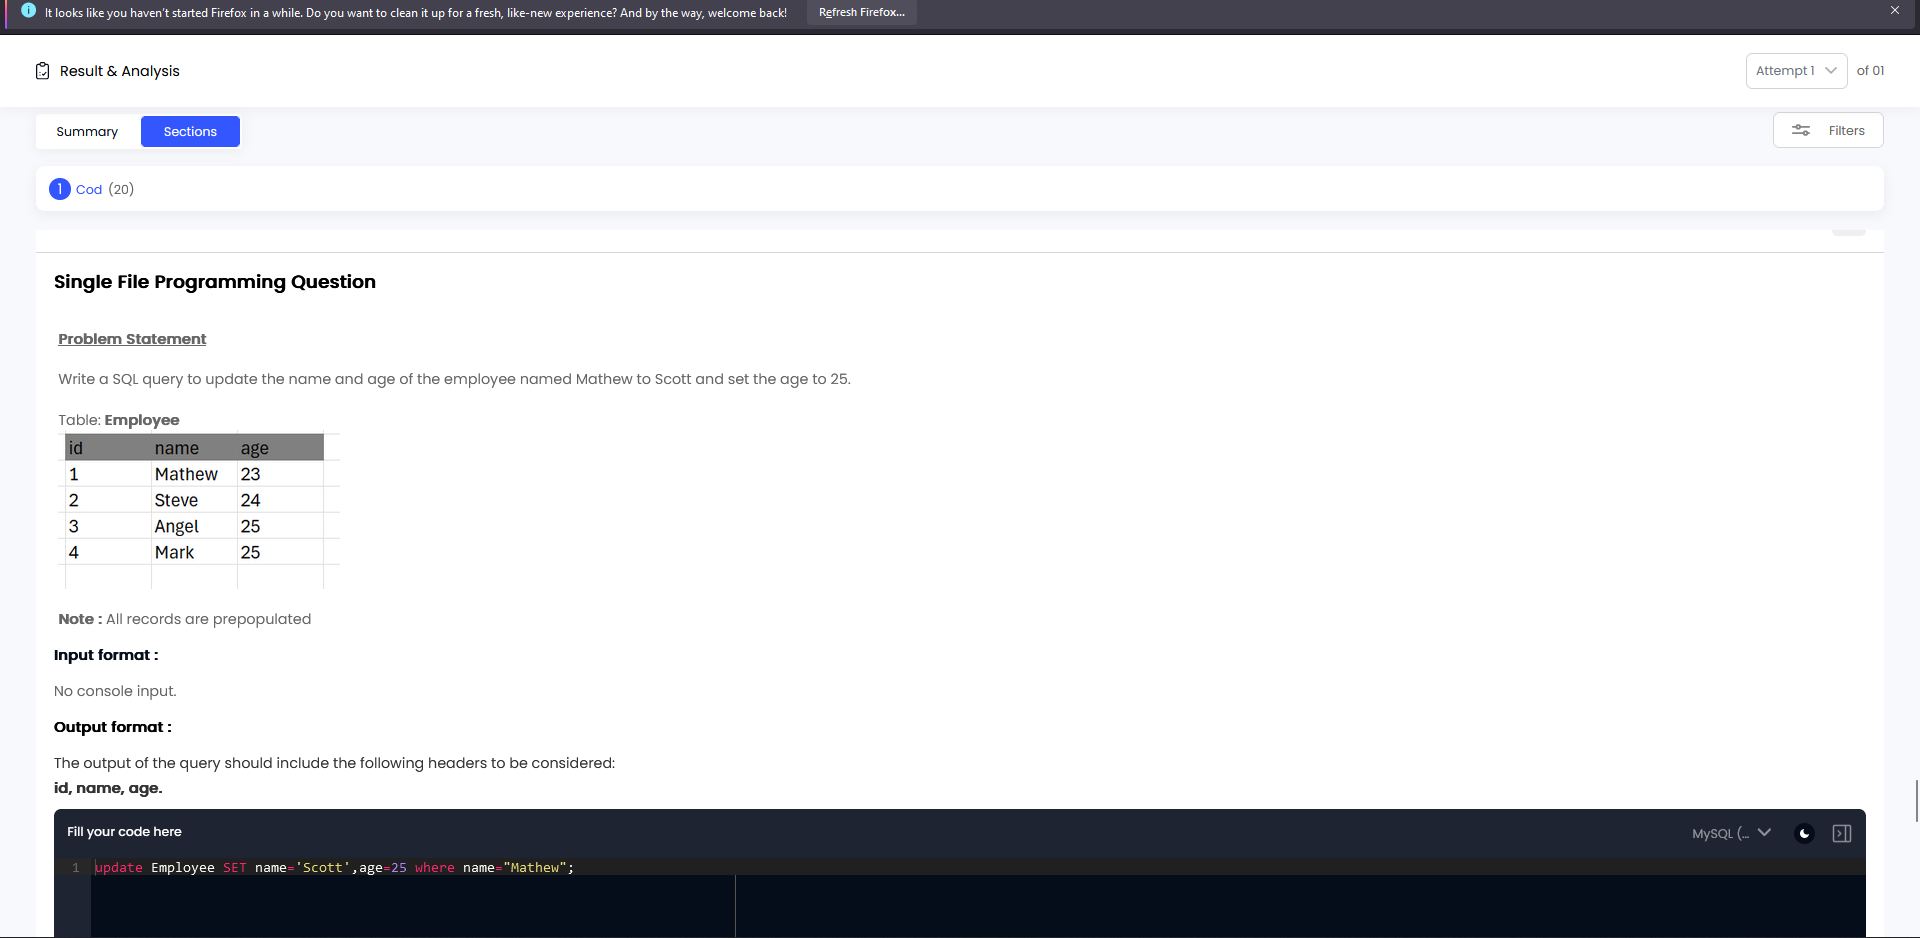 It looks like you haven't started Firefox in a while. Do you want to clean it up for a fresh, like-new experience? And by the way, welcome back! Refresh Firefox...
Result & Analysis
Attempt 1 of 01
Summary Sections Filters
1 Cod (20)
Single File Programming Question
Problem Statement
Write a SQL query to update the name and age of the employee named Mathew to Scott and set the age to 25.
Table: Employee
id name age
1 Mathew 23
2 Steve 24
3 Angel 25
4 Mark 25
Note : All records are prepopulated
Input format :
No console input.
Output format :
The output of the query should include the following headers to be considered:
id, name, age.
Fill your code here MySQL (...
1 update Employee SET name='Scott',age=25 where name="Mathew";